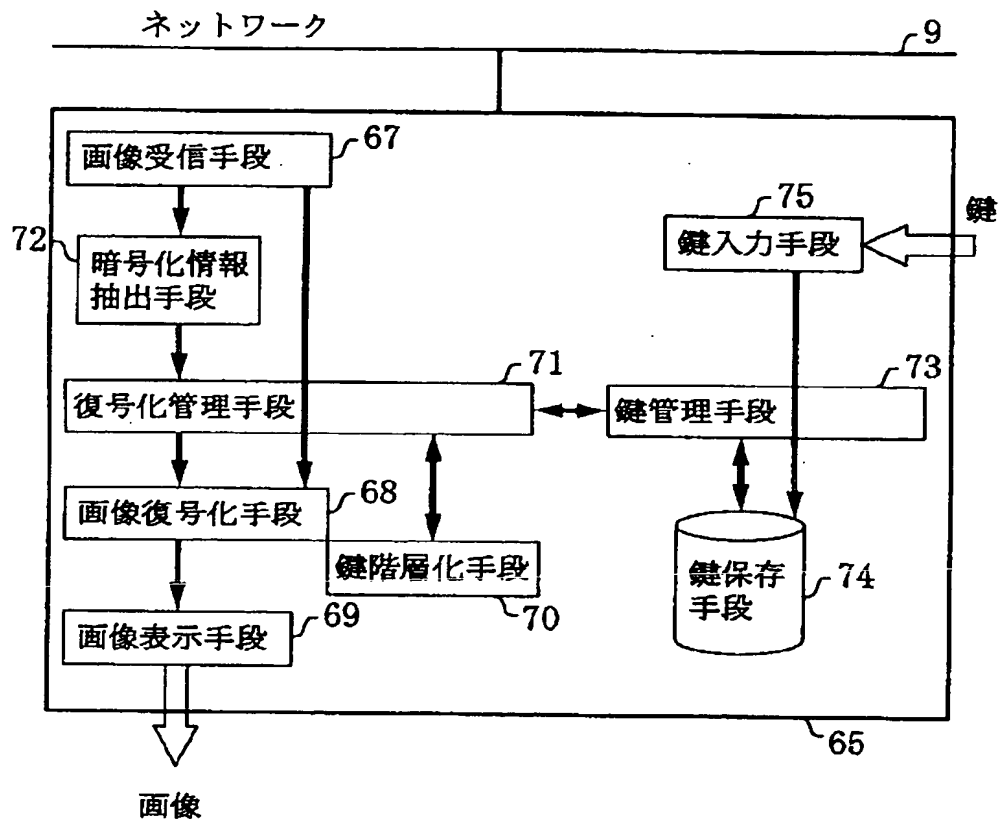 ネットワーク
9
画像受信手段
67
75
鍵
72
暗号化情報
抽出手段
鍵入力手段
71
73
復号化管理手段
鍵管理手段
画像復号化手段
68
鍵階層化手段
70
鍵保存
手段
74
画像表示手段
69
65
画像